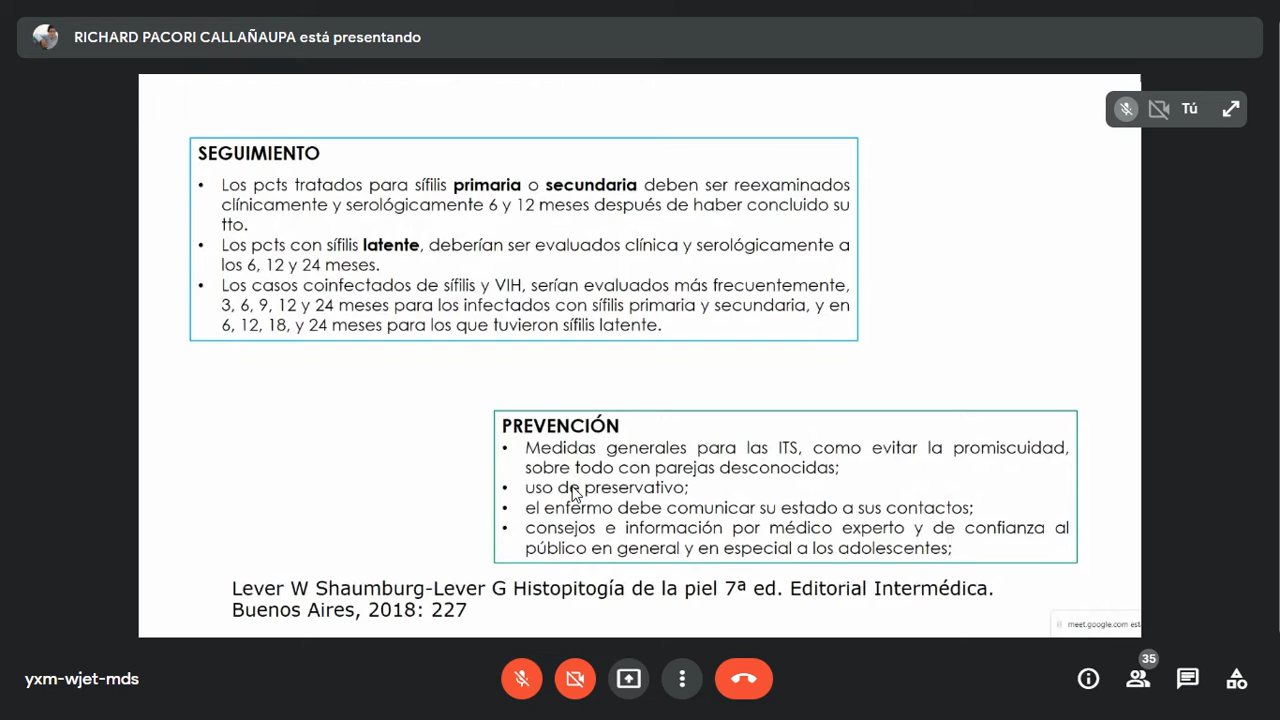 RICHARD PACORI CALLAÑAUPA está presentando
Tú
SEGUIMIENTO
• Los pcts tratados para sífilis primaria o secundaria deben ser reexaminados
clínicamente y serológicamente 6 y 12 meses después de haber concluido su
tto.
• Los pcts con sífilis latente, deberían ser evaluados clínica y serológicamente a
los 6, 12 y 24 meses.
• Los casos coinfectados de sífilis y VIH, serían evaluados más frecuentemente,
3, 6, 9, 12 y 24 meses para los infectados con sífilis primaria y secundaria, y en
6, 12, 18, y 24 meses para los que tuvieron sífilis latente.
PREVENCIÓN
• Medidas generales para las ITS, como evitar la promiscuidad,
sobre todo con parejas desconocidas;
• uso de preservativo;
• el enfermo debe comunicar su estado a sus contactos;
• consejos e información por médico experto y de confianza al
público en general y en especial a los adolescentes;
Lever W Shaumburg-Lever G Histopitogía de la piel 7ª ed. Editorial Intermédica.
Buenos Aires, 2018: 227
meet.google.com est
yxm-wjet-mds
35